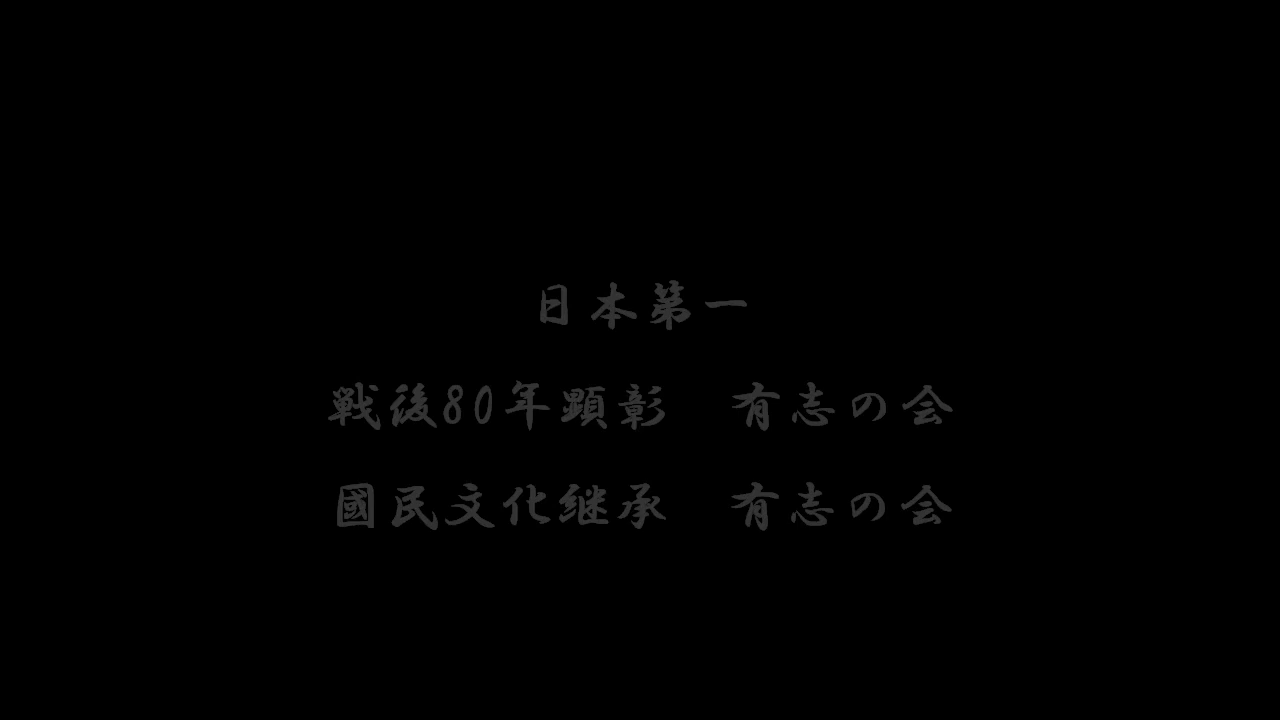 日本第一
戦後80年顕彰　有志の会
國民文化継承　有志の会